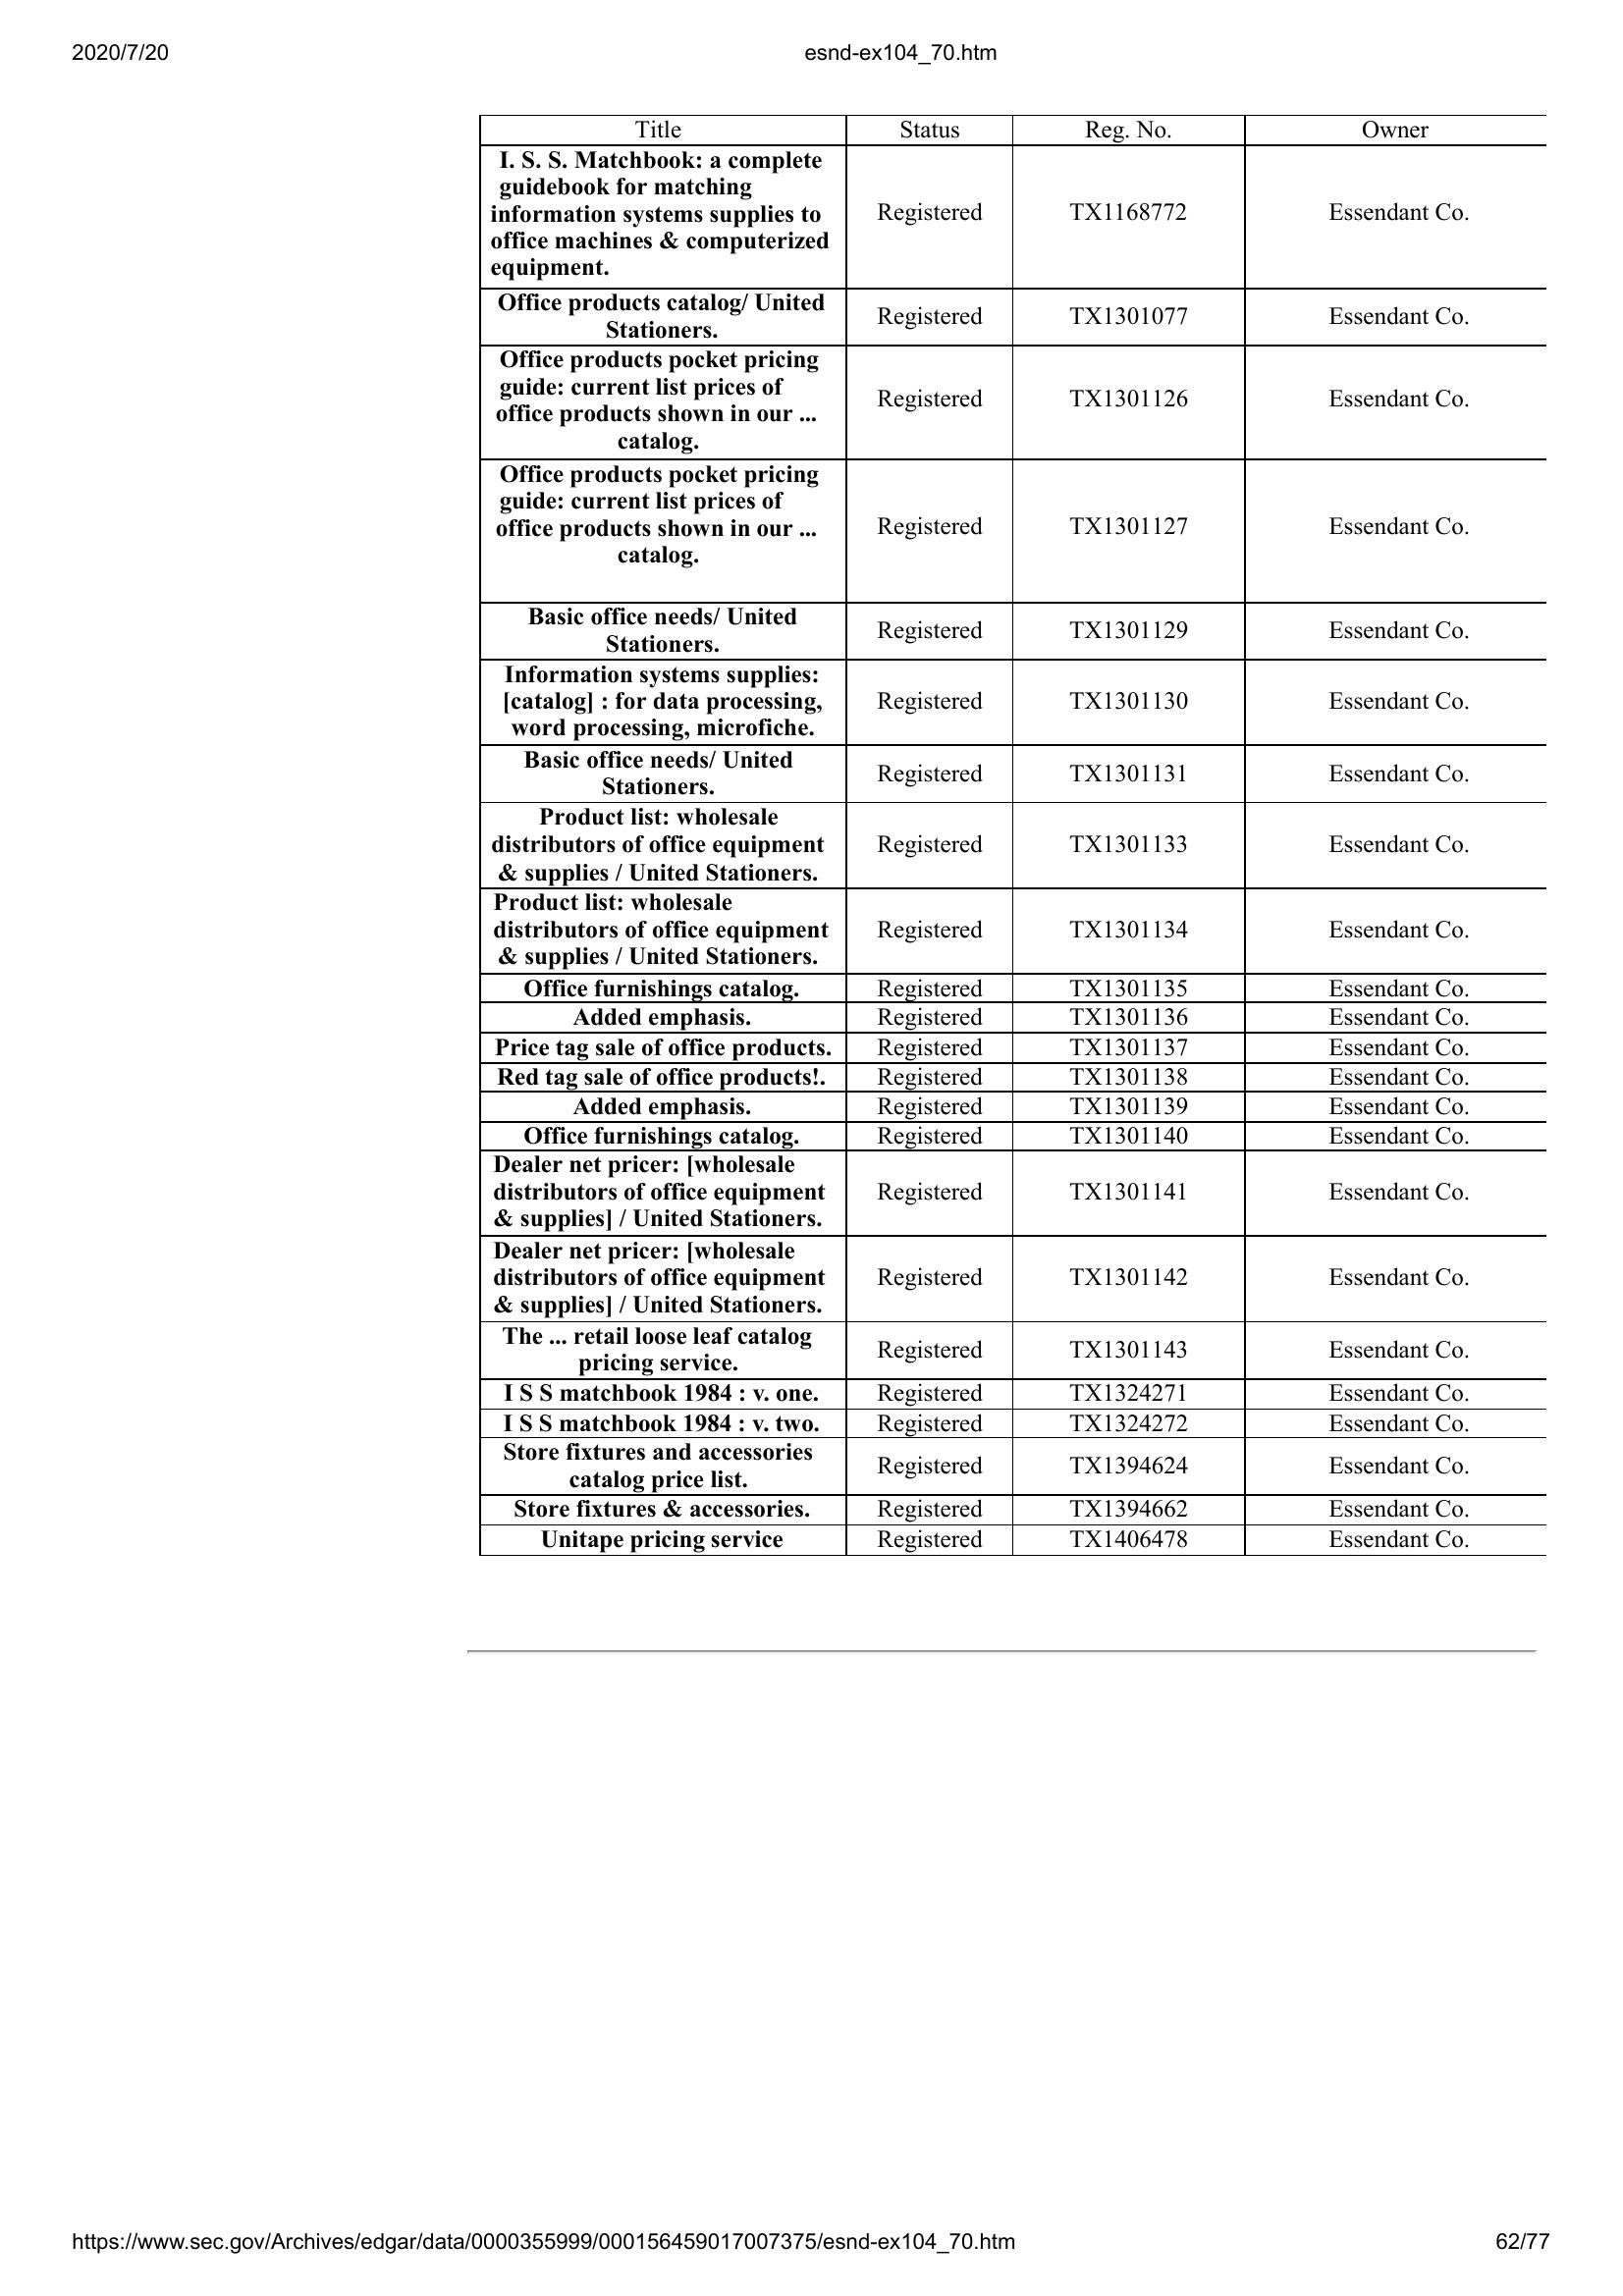 2020/7/20 esnd-ex104_70.htm
Title Status Reg. No. Owner
I. S. S. Matchbook: a complete
guidebook for matching
information systems supplies to
office machines & computerized
equipment.
Registered TX1168772 Essendant Co.
Office products catalog/ United
Stationers.
Registered TX1301077 Essendant Co.
Office products pocket pricing
guide: current list prices of
office products shown in our ...
catalog.
Registered TX1301126 Essendant Co.
Office products pocket pricing
guide: current list prices of
office products shown in our ...
catalog.
Registered TX1301127 Essendant Co.
Basic office needs/ United
Stationers.
Registered TX1301129 Essendant Co.
Information systems supplies:
[catalog] : for data processing,
word processing, microfiche.
Registered TX1301130 Essendant Co.
Basic office needs/ United
Stationers.
Registered TX1301131 Essendant Co.
Product list: wholesale
distributors of office equipment
& supplies / United Stationers.
Registered TX1301133 Essendant Co.
Product list: wholesale
distributors of office equipment
& supplies / United Stationers.
Registered TX1301134 Essendant Co.
Office furnishings catalog. Registered TX1301135 Essendant Co.
Added emphasis. Registered TX1301136 Essendant Co.
Price tag sale of office products. Registered TX1301137 Essendant Co.
Red tag sale of office products!. Registered TX1301138 Essendant Co.
Added emphasis. Registered TX1301139 Essendant Co.
Office furnishings catalog. Registered TX1301140 Essendant Co.
Dealer net pricer: [wholesale
distributors of office equipment
& supplies] / United Stationers.
Registered TX1301141 Essendant Co.
Dealer net pricer: [wholesale
distributors of office equipment
& supplies] / United Stationers.
Registered TX1301142 Essendant Co.
The ... retail loose leaf catalog
pricing service.
Registered TX1301143 Essendant Co.
I S S matchbook 1984 : v. one. Registered TX1324271 Essendant Co.
I S S matchbook 1984 : v. two. Registered TX1324272 Essendant Co.
Store fixtures and accessories
catalog price list.
Registered TX1394624 Essendant Co.
Store fixtures & accessories. Registered TX1394662 Essendant Co.
Unitape pricing service Registered TX1406478 Essendant Co.
https://www.sec.gov/Archives/edgar/data/0000355999/000156459017007375/esnd-ex104_70.htm 62/77